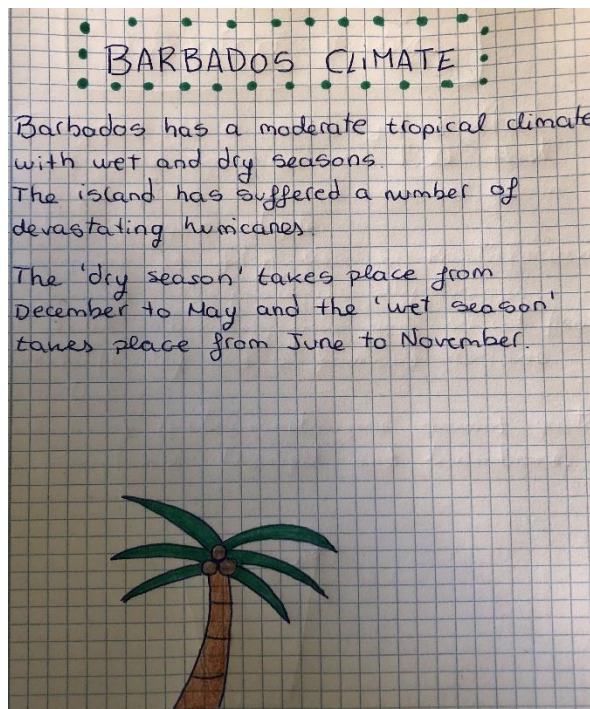 BARBADOS CLIMATE
Barbados has a moderate tropical climate
with wet and dry seasons.
The island has suffered a number of
devastating hurricanes.
The 'dry season' takes place from
December to May and the 'wet season'
takes place from June to November.